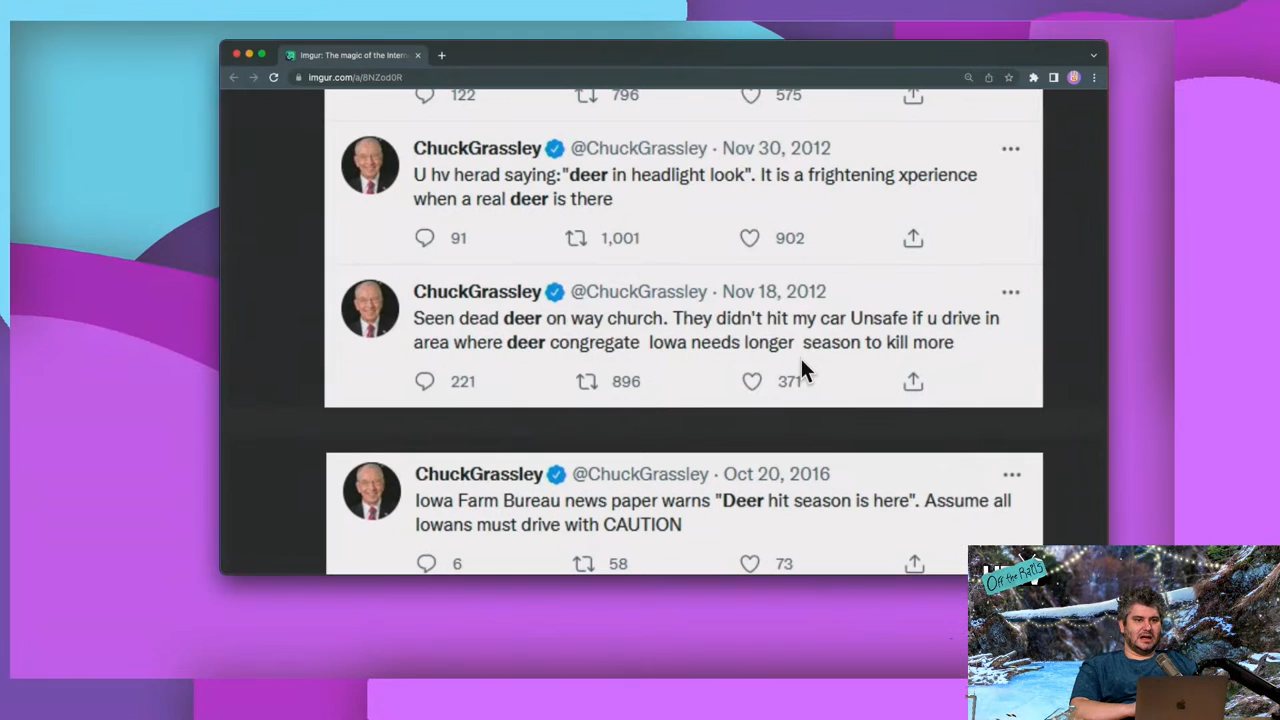 Imgur: The magic of the Intern
imgur.com/a/8NZod0R
122 796 575
ChuckGrassley @ChuckGrassley · Nov 30, 2012
U hv herad saying:"deer in headlight look". It is a frightening xperience
when a real deer is there
91 1,001 902
ChuckGrassley @ChuckGrassley · Nov 18, 2012
Seen dead deer on way church. They didn't hit my car Unsafe if u drive in
area where deer congregate Iowa needs longer season to kill more
221 896 371
ChuckGrassley @ChuckGrassley · Oct 20, 2016
Iowa Farm Bureau news paper warns "Deer hit season is here". Assume all
Iowans must drive with CAUTION
6 58 73
Off the Rails